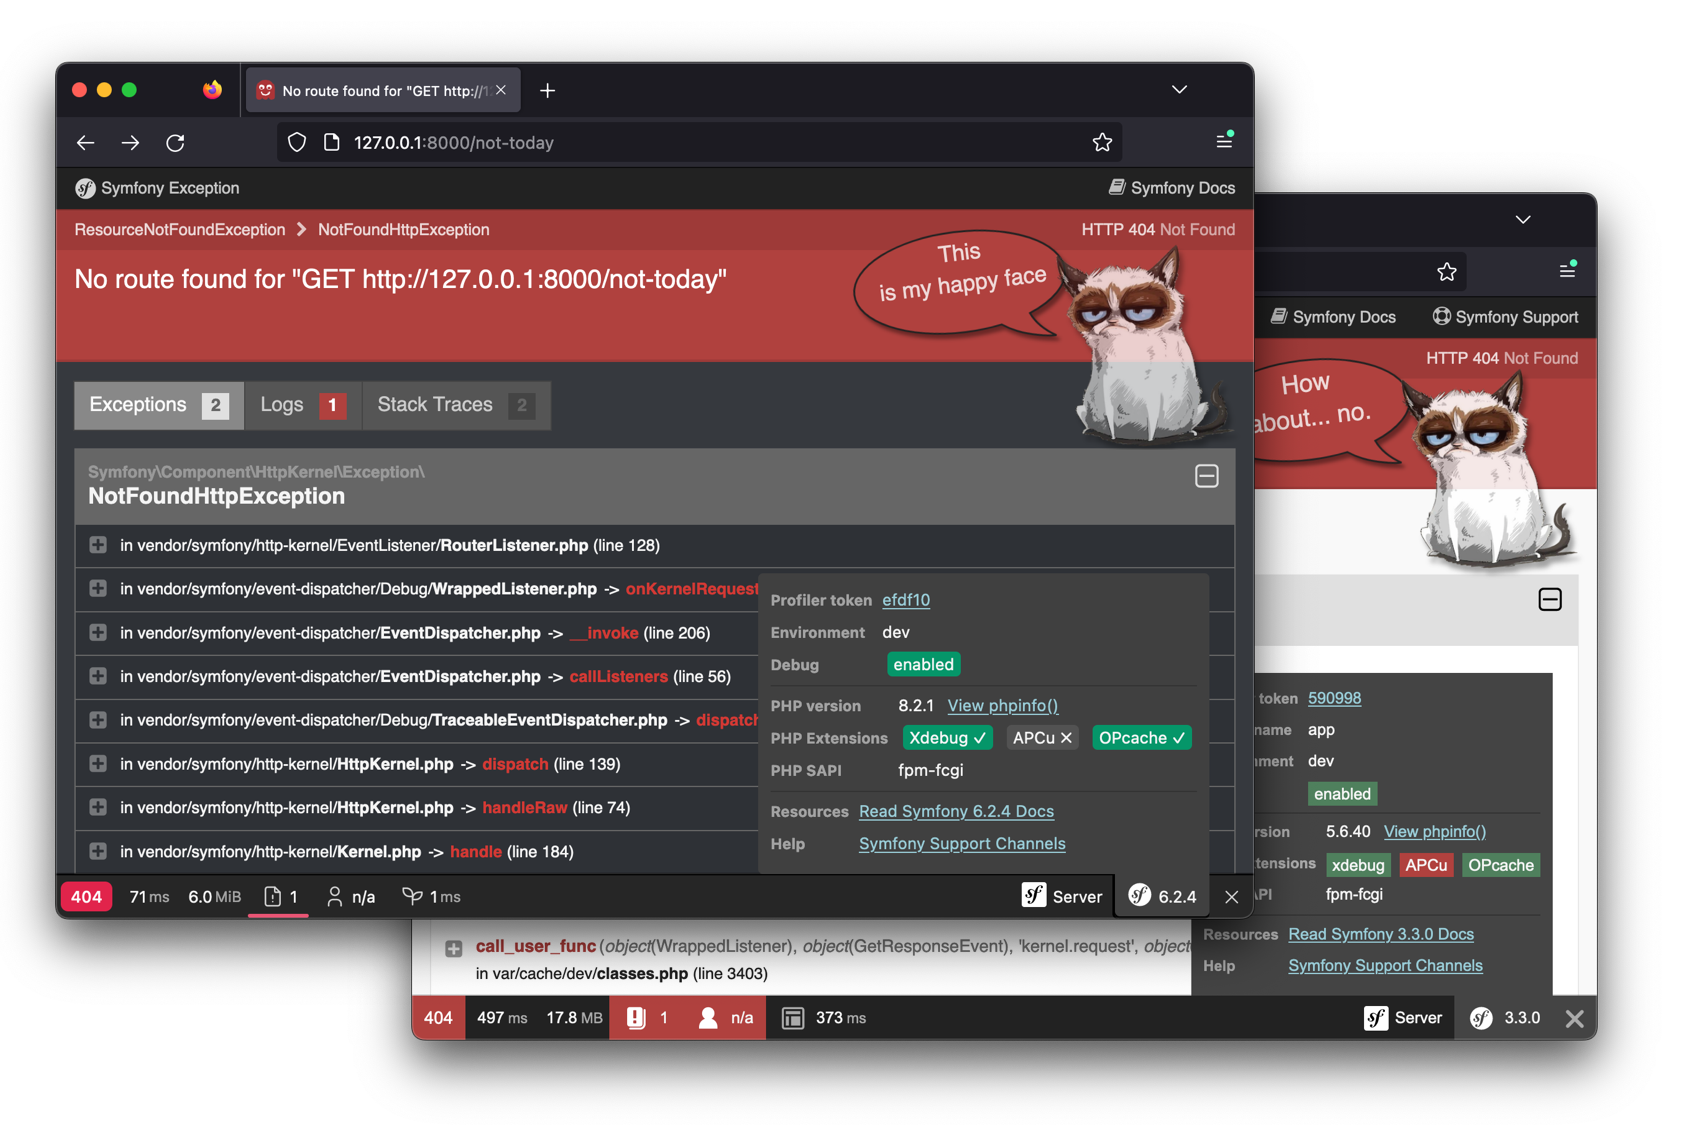 No route found for "GET http://1
127.0.0.1:8000/not-today
Symfony Exception
Symfony Docs
ResourceNotFoundException
NotFoundHttpException
HTTP 404 Not Found
No route found for "GET http://127.0.0.1:8000/not-today"
This
is my happy face
Exceptions 2
Logs 1
Stack Traces 2
Symfony\Component\HttpKernel\Exception\
NotFoundHttpException
in vendor/symfony/http-kernel/EventListener/RouterListener.php (line 128)
in vendor/symfony/event-dispatcher/Debug/WrappedListener.php -> onKernelRequest
in vendor/symfony/event-dispatcher/EventDispatcher.php -> __invoke (line 206)
in vendor/symfony/event-dispatcher/EventDispatcher.php -> callListeners (line 56)
in vendor/symfony/event-dispatcher/Debug/TraceableEventDispatcher.php -> dispatch
in vendor/symfony/http-kernel/HttpKernel.php -> dispatch (line 139)
in vendor/symfony/http-kernel/HttpKernel.php -> handleRaw (line 74)
in vendor/symfony/http-kernel/Kernel.php -> handle (line 184)
Profiler token efdf10
Environment dev
Debug enabled
PHP version 8.2.1 View phpinfo()
PHP Extensions Xdebug ✓ APCu ✕ OPcache ✓
PHP SAPI fpm-fcgi
Resources Read Symfony 6.2.4 Docs
Help Symfony Support Channels
404 71 ms 6.0 MiB 1 n/a 1 ms
sf Server sf 6.2.4
Symfony Docs
Symfony Support
HTTP 404 Not Found
How
about... no.
token 590998
name app
nment dev
enabled
rsion 5.6.40 View phpinfo()
tensions xdebug APCu OPcache
API fpm-fcgi
Resources Read Symfony 3.3.0 Docs
Help Symfony Support Channels
call_user_func(object(WrappedListener), object(GetResponseEvent), 'kernel.request', object
in var/cache/dev/classes.php (line 3403)
404 497 ms 17.8 MB 1 n/a 373 ms
sf Server sf 3.3.0